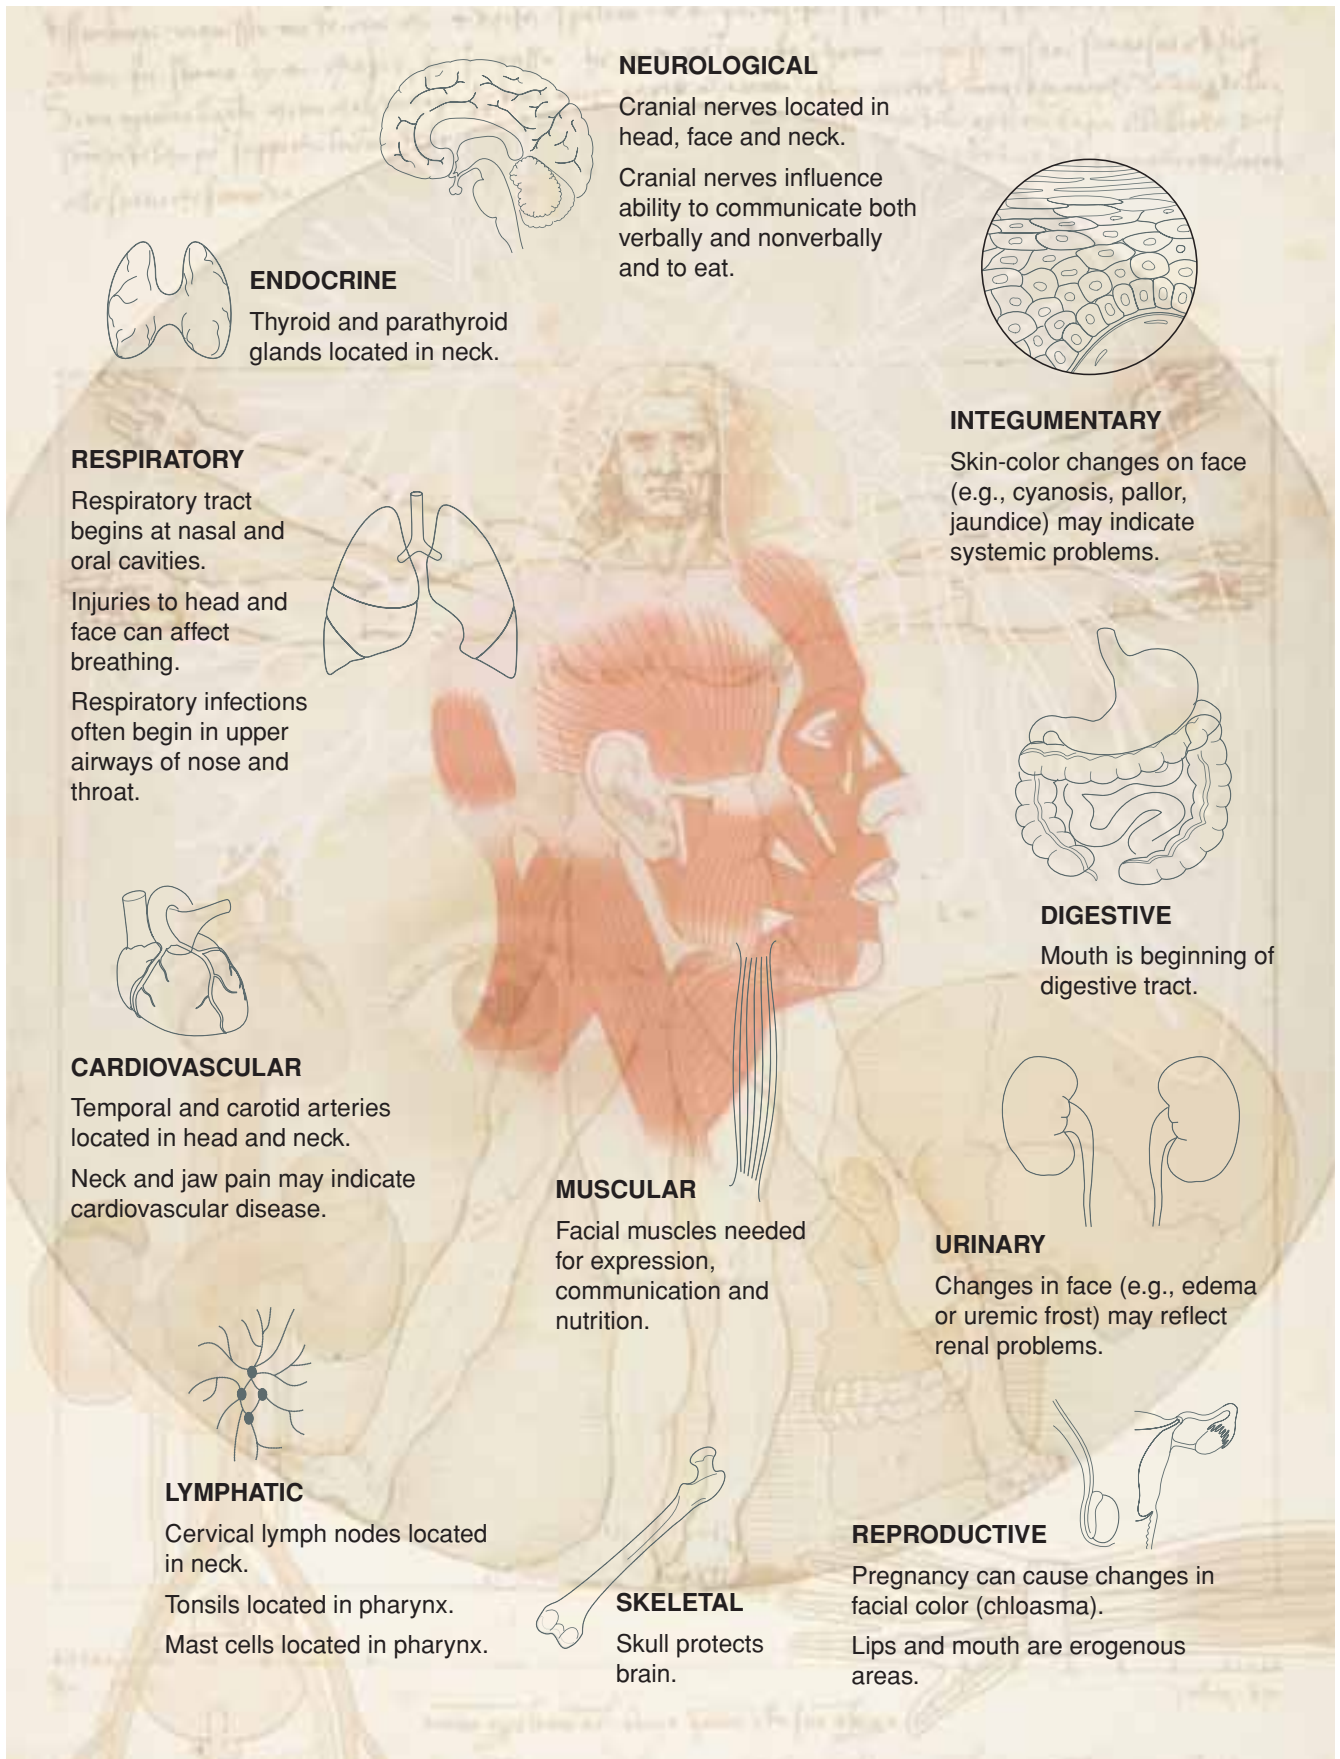 NEUROLOGICAL
Cranial nerves located in
head, face and neck.
Cranial nerves influence
ability to communicate both
verbally and nonverbally
and to eat.
ENDOCRINE
Thyroid and parathyroid
glands located in neck.
INTEGUMENTARY
Skin-color changes on face
(e.g., cyanosis, pallor,
jaundice) may indicate
systemic problems.
RESPIRATORY
Respiratory tract
begins at nasal and
oral cavities.
Injuries to head and
face can affect
breathing.
Respiratory infections
often begin in upper
airways of nose and
throat.
DIGESTIVE
Mouth is beginning of
digestive tract.
CARDIOVASCULAR
Temporal and carotid arteries
located in head and neck.
Neck and jaw pain may indicate
cardiovascular disease.
MUSCULAR
Facial muscles needed
for expression,
communication and
nutrition.
URINARY
Changes in face (e.g., edema
or uremic frost) may reflect
renal problems.
LYMPHATIC
Cervical lymph nodes located
in neck.
Tonsils located in pharynx.
Mast cells located in pharynx.
SKELETAL
Skull protects
brain.
REPRODUCTIVE
Pregnancy can cause changes in
facial color (chloasma).
Lips and mouth are erogenous
areas.